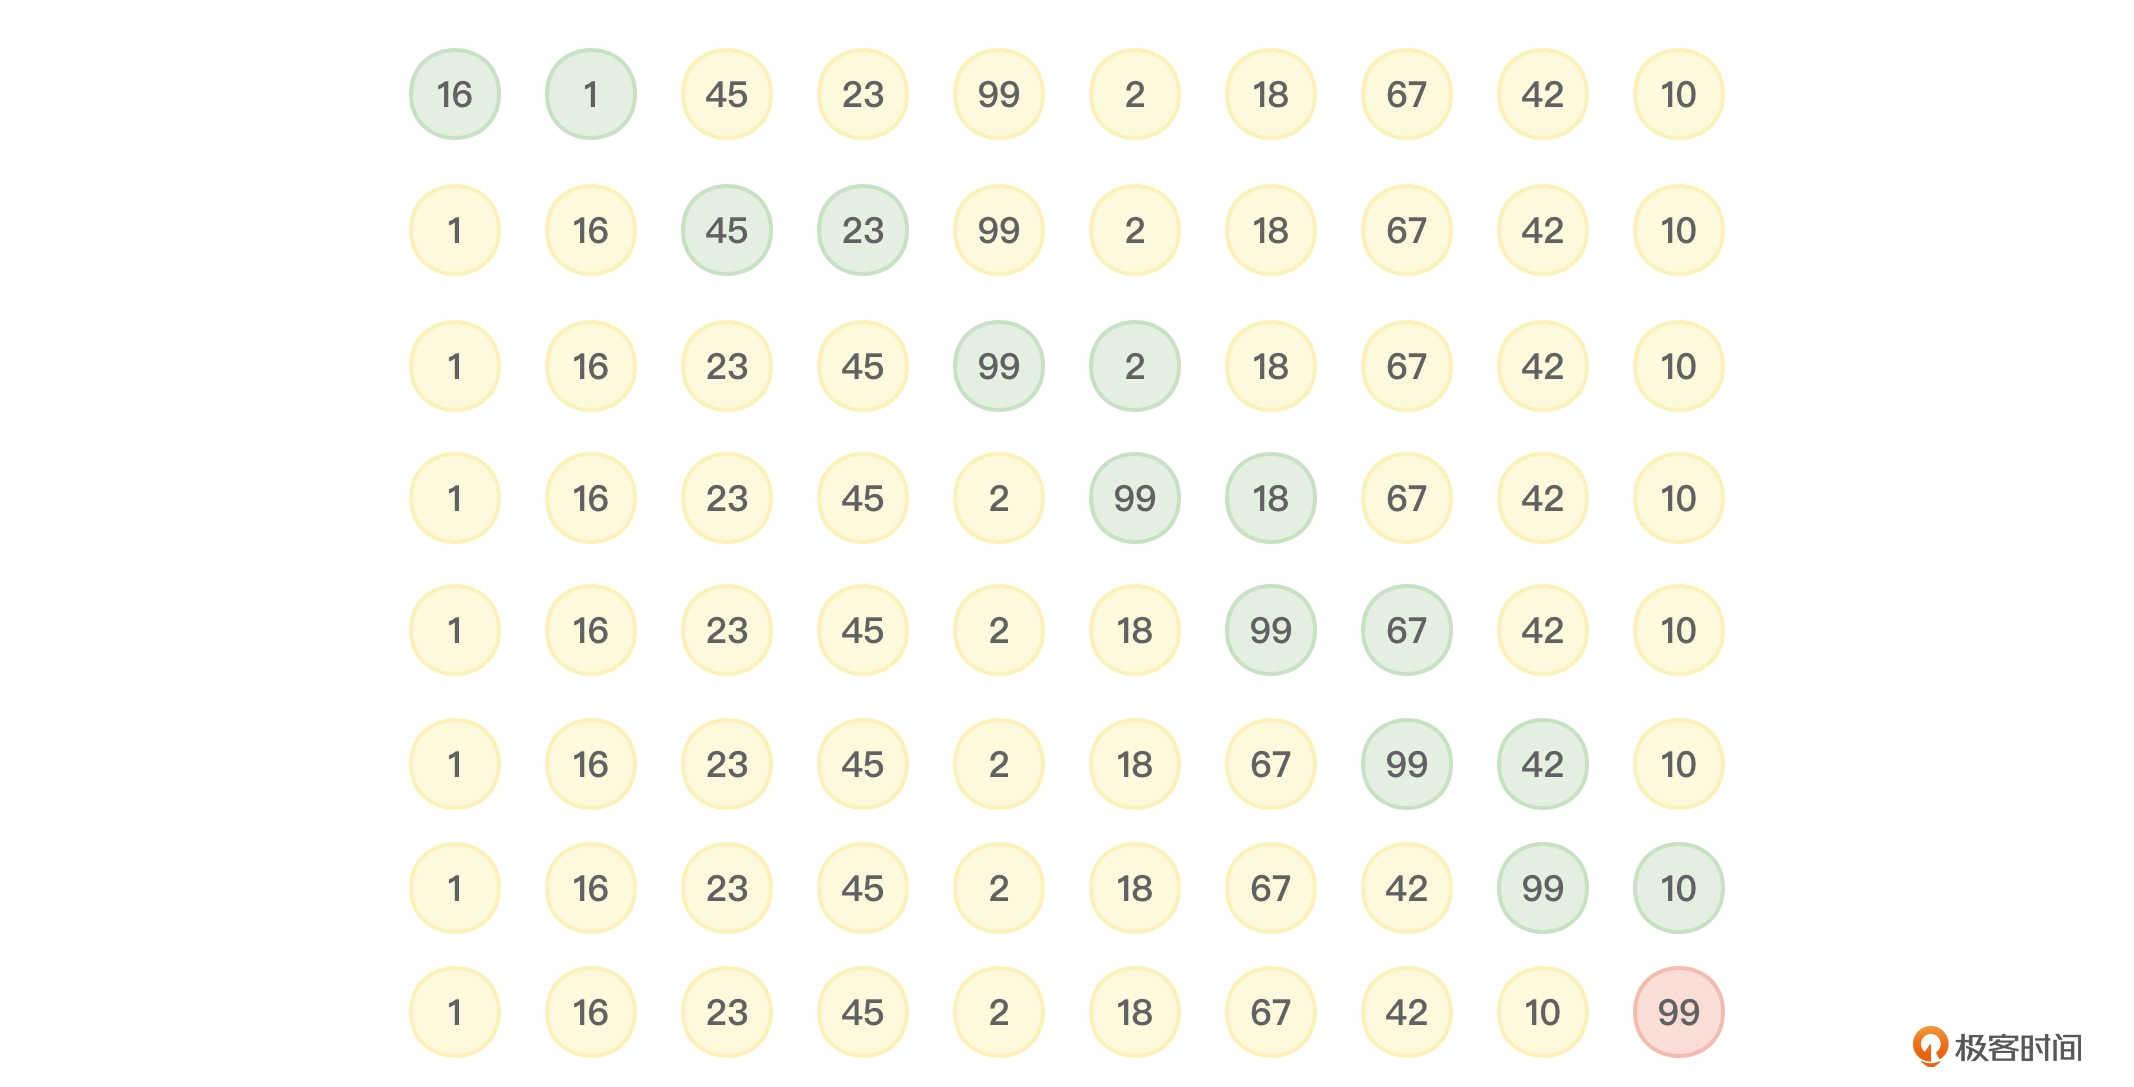 16 1 45 23 99 2 18 67 42 10
1 16 45 23 99 2 18 67 42 10
1 16 23 45 99 2 18 67 42 10
1 16 23 45 2 99 18 67 42 10
1 16 23 45 2 18 99 67 42 10
1 16 23 45 2 18 67 99 42 10
1 16 23 45 2 18 67 42 99 10
1 16 23 45 2 18 67 42 10 99
极客时间